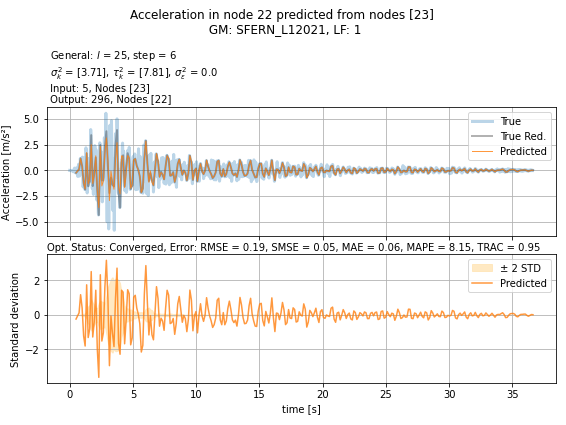 Acceleration in node 22 predicted from nodes [23]
GM: SFERN_L12021, LF: 1
General: l = 25, step = 6
σ²ₖ = [3.71], τ²ₖ = [7.81], σ²ε = 0.0
Input: 5, Nodes [23]
Output: 296, Nodes [22]
Acceleration [m/s²]
5.0
2.5
0.0
−2.5
−5.0
True
True Red.
Predicted
Opt. Status: Converged, Error: RMSE = 0.19, SMSE = 0.05, MAE = 0.06, MAPE = 8.15, TRAC = 0.95
Standard deviation
2
0
−2
± 2 STD
Predicted
0 5 10 15 20 25 30 35
time [s]